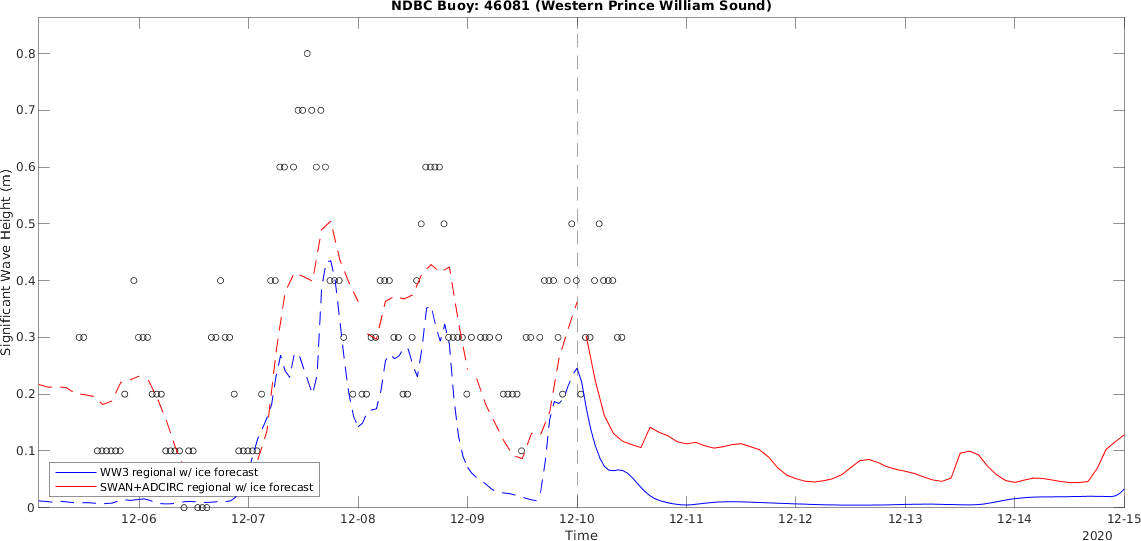 NDBC Buoy: 46081 (Western Prince William Sound)
Significant Wave Height (m)
0.8
0.7
0.6
0.5
0.4
0.3
0.2
0.1
0
WW3 regional w/ ice forecast
SWAN+ADCIRC regional w/ ice forecast
12-06 12-07 12-08 12-09 12-10 12-11 12-12 12-13 12-14 12-15
Time
2020